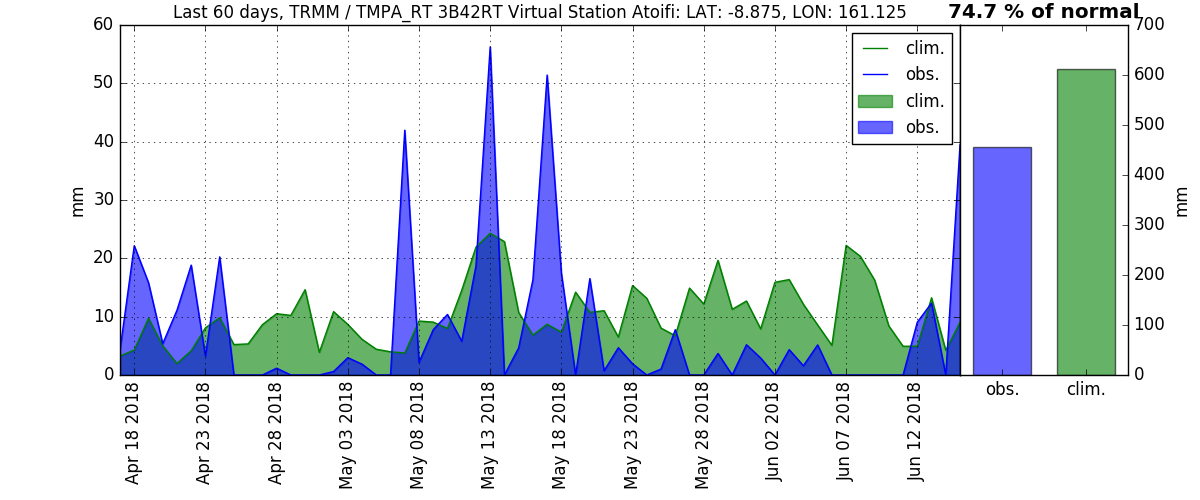 Last 60 days, TRMM / TMPA_RT 3B42RT Virtual Station Atoifi: LAT: -8.875, LON: 161.125
74.7 % of normal
60
50
40
30
20
10
0
mm
clim.
obs.
clim.
obs.
700
600
500
400
300
200
100
0
mm
obs.
clim.
Apr 18 2018
Apr 23 2018
Apr 28 2018
May 03 2018
May 08 2018
May 13 2018
May 18 2018
May 23 2018
May 28 2018
Jun 02 2018
Jun 07 2018
Jun 12 2018